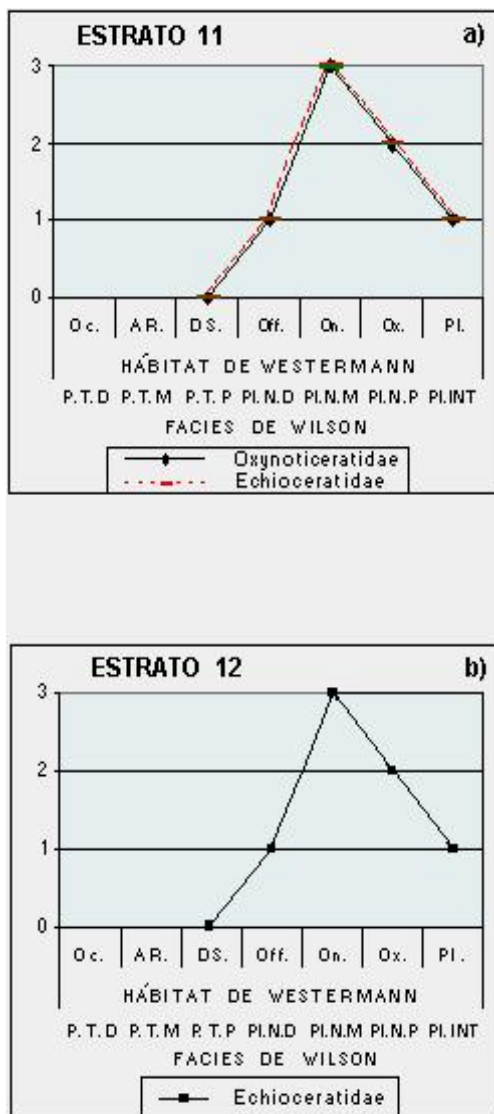 ESTRATO 11 a)
3
2
1
0
Oc. A.R. DS. Off. On. Ox. Pl.
HÁBITAT DE WESTERMANN
P.T.D P.T.M P.T.P Pl.N.D Pl.N.M Pl.N.P Pl.INT
FACIES DE WILSON
Oxynoticeratidae
Echioceratidae
ESTRATO 12 b)
3
2
1
0
Oc. A.R. DS. Off. On. Ox. Pl.
HÁBITAT DE WESTERMANN
P.T.D P.T.M P.T.P Pl.N.D Pl.N.M Pl.N.P Pl.INT
FACIES DE WILSON
Echioceratidae